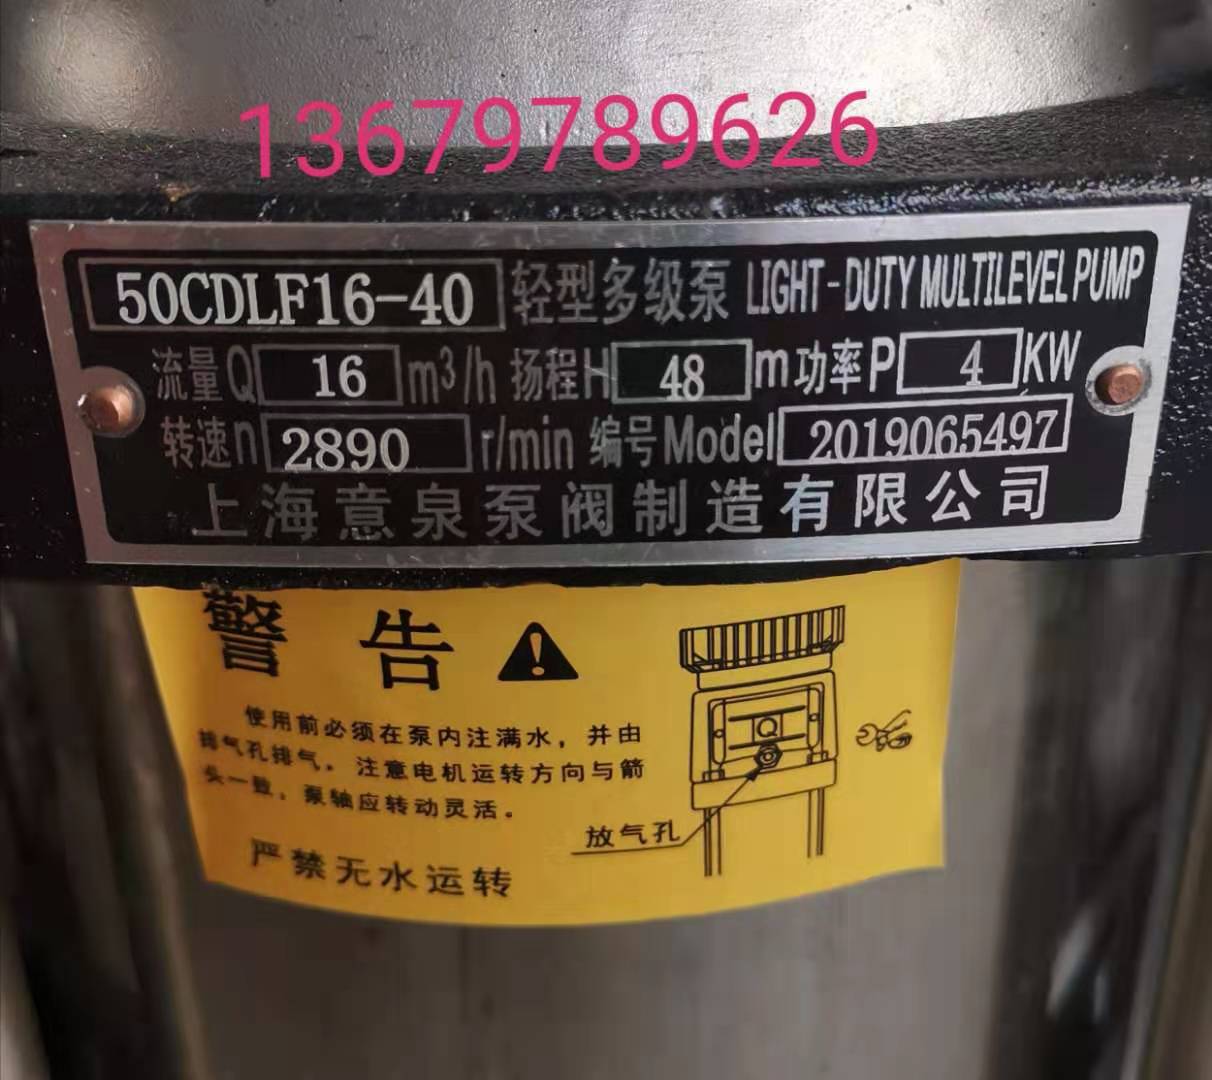 13679789626
50CDLF16-40 轻型多级泵 LIGHT-DUTY MULTILEVEL PUMP
流量Q 16 m³/h 扬程H 48 m 功率P 4 KW
转速n 2890 r/min 编号Model 2019065497
上海意泉泵阀制造有限公司
警告
使用前必须在泵内注满水，并由
排气孔排气，注意电机运转方向与箭
头一致，泵轴应转动灵活。
放气孔
严禁无水运转